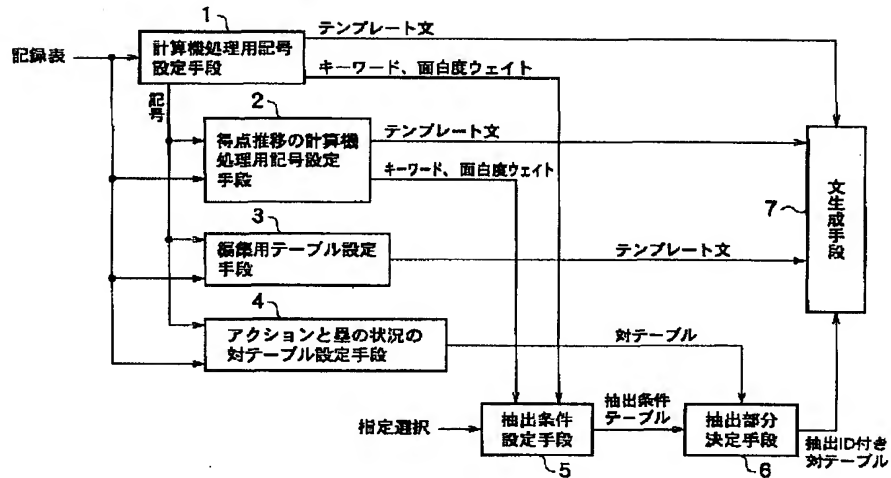 1
テンプレート文
記録表
計算機処理用記号
設定手段
キーワード、面白度ウェイト
記号
2
得点推移の計算機
処理用記号設定
手段
テンプレート文
キーワード、面白度ウェイト
7
文生成手段
3
編集用テーブル設定
手段
テンプレート文
4
アクションと塁の状況の
対テーブル設定手段
対テーブル
指定選択
抽出条件
設定手段
5
抽出条件
テーブル
抽出部分
決定手段
6
抽出ID付き
対テーブル